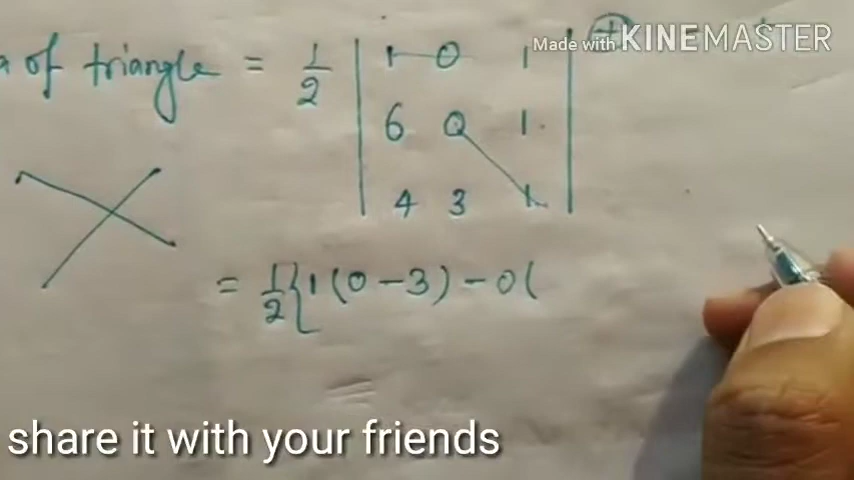 Made with KINEMASTER
of triangle = 1/2 | 1 0 1 |
6 0 1
4 3 1
= 1/2 { 1 (0 - 3) - 0 (
share it with your friends